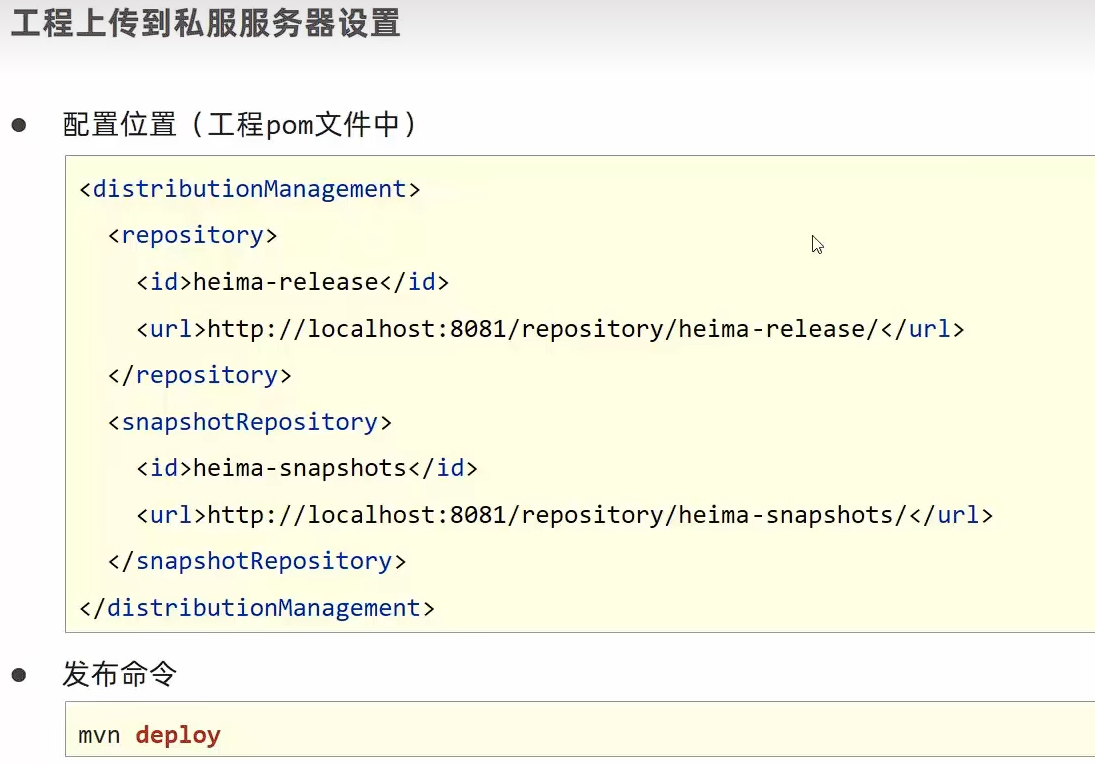 工程上传到私服服务器设置
● 配置位置（工程pom文件中）
<distributionManagement>
<repository>
<id>heima-release</id>
<url>http://localhost:8081/repository/heima-release/</url>
</repository>
<snapshotRepository>
<id>heima-snapshots</id>
<url>http://localhost:8081/repository/heima-snapshots/</url>
</snapshotRepository>
</distributionManagement>
● 发布命令
mvn deploy